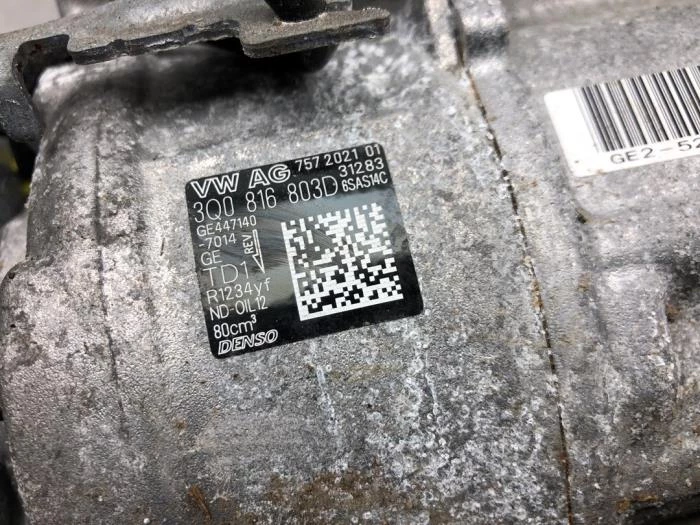 VW AG 757 2021 01
31283
3Q0 816 803D 6SAS14C
GE447140
-7014
GE
REV
TD1
R1234yf
ND-OIL12
80cm³
DENSO
GE2-52